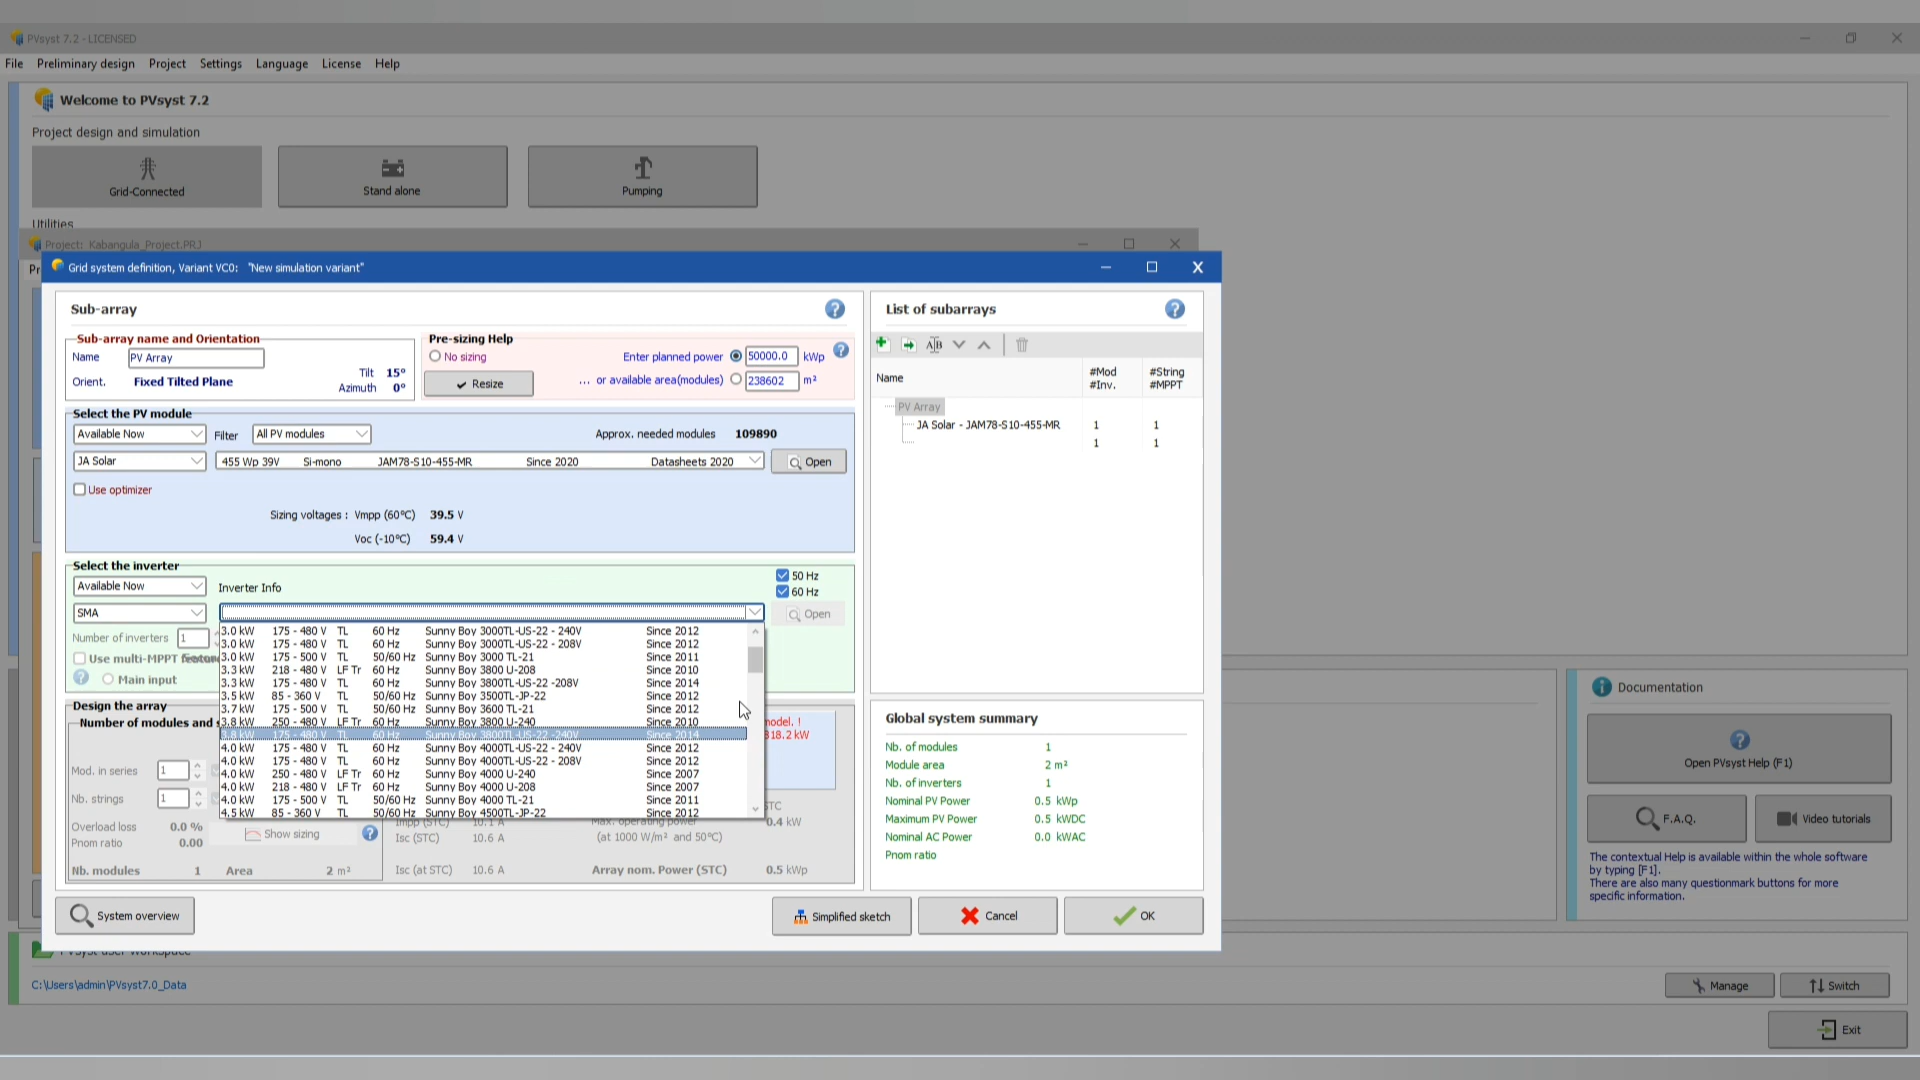 PVsyst 7.2 - LICENSED
File Preliminary design Project Settings Language License Help
Welcome to PVsyst 7.2
Project design and simulation
Grid-Connected
Stand alone
Pumping
Utilities
Project: Kabangula_Project.PRJ
Pr
Grid system definition, Variant VC0: "New simulation variant"
Sub-array
Sub-array name and Orientation
Name PV Array
Orient. Fixed Tilted Plane
Tilt 15°
Azimuth 0°
Pre-sizing Help
No sizing
Enter planned power 50000.0 kWp
Resize
... or available area(modules) 238602 m²
Select the PV module
Available Now Filter All PV modules Approx. needed modules 109890
JA Solar 455 Wp 39V Si-mono JAM78-S10-455-MR Since 2020 Datasheets 2020 Open
Use optimizer
Sizing voltages : Vmpp (60°C) 39.5 V
Voc (-10°C) 59.4 V
Select the inverter
Available Now Inverter Info
50 Hz
60 Hz
SMA Open
Number of inverters 1
Use multi-MPPT feature
Main input
3.0 kW 175 - 480 V TL 60 Hz Sunny Boy 3000TL-US-22 - 240V Since 2012
3.0 kW 175 - 480 V TL 60 Hz Sunny Boy 3000TL-US-22 - 208V Since 2012
3.0 kW 175 - 500 V TL 50/60 Hz Sunny Boy 3000 TL-21 Since 2011
3.3 kW 218 - 480 V LF Tr 60 Hz Sunny Boy 3800 U-208 Since 2010
3.3 kW 175 - 480 V TL 60 Hz Sunny Boy 3800TL-US-22 -208V Since 2014
3.5 kW 85 - 360 V TL 50/60 Hz Sunny Boy 3500TL-JP-22 Since 2012
3.7 kW 175 - 500 V TL 50/60 Hz Sunny Boy 3600 TL-21 Since 2012
3.8 kW 250 - 480 V LF Tr 60 Hz Sunny Boy 3800 U-240 Since 2010
3.8 kW 175 - 480 V TL 60 Hz Sunny Boy 3800TL-US-22 -240V Since 2014
4.0 kW 175 - 480 V TL 60 Hz Sunny Boy 4000TL-US-22 - 240V Since 2012
4.0 kW 175 - 480 V TL 60 Hz Sunny Boy 4000TL-US-22 - 208V Since 2012
4.0 kW 250 - 480 V LF Tr 60 Hz Sunny Boy 4000 U-240 Since 2007
4.0 kW 218 - 480 V LF Tr 60 Hz Sunny Boy 4000 U-208 Since 2007
4.0 kW 175 - 500 V TL 50/60 Hz Sunny Boy 4000 TL-21 Since 2011
4.5 kW 85 - 360 V TL 50/60 Hz Sunny Boy 4500TL-JP-22 Since 2012
Design the array
Number of modules and s
model. !
318.2 kW
Mod. in series 1
Nb. strings 1
Overload loss 0.0 %
Pnom ratio 0.00
Show sizing
Nb. modules 1 Area 2 m²
Impp (STC) 10.1 A
Isc (STC) 10.6 A
Isc (at STC) 10.6 A
STC
Max. operating power 0.4 kW
(at 1000 W/m² and 50°C)
Array nom. Power (STC) 0.5 kWp
System overview
Simplified sketch
Cancel
OK
List of subarrays
Name
#Mod #String
#Inv. #MPPT
PV Array
JA Solar - JAM78-S10-455-MR 1 1
1 1
Global system summary
Nb. of modules 1
Module area 2 m²
Nb. of inverters 1
Nominal PV Power 0.5 kWp
Maximum PV Power 0.5 kWDC
Nominal AC Power 0.0 kWAC
Pnom ratio
Documentation
Open PVsyst Help (F1)
F.A.Q.
Video tutorials
The contextual Help is available within the whole software
by typing [F1].
There are also many questionmark buttons for more
specific information.
PVsyst user workspace
C:\Users\admin\PVsyst7.0_Data
Manage
Switch
Exit